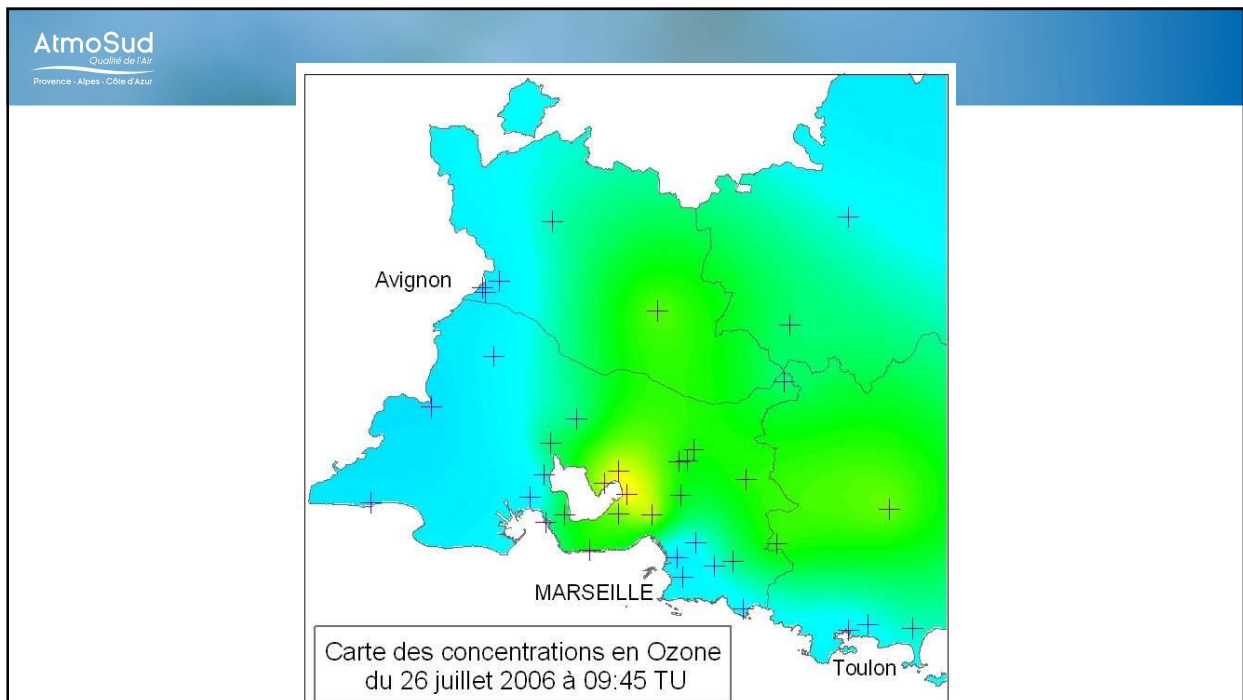 AtmoSud
Qualité de l'Air
Provence - Alpes - Côte d'Azur
Avignon
MARSEILLE
Toulon
Carte des concentrations en Ozone
du 26 juillet 2006 à 09:45 TU